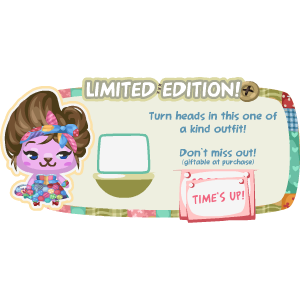 LIMITED EDITION!
Turn heads in this one of
a kind outfit!
Don't miss out!
(giftable at purchase)
TIME'S UP!